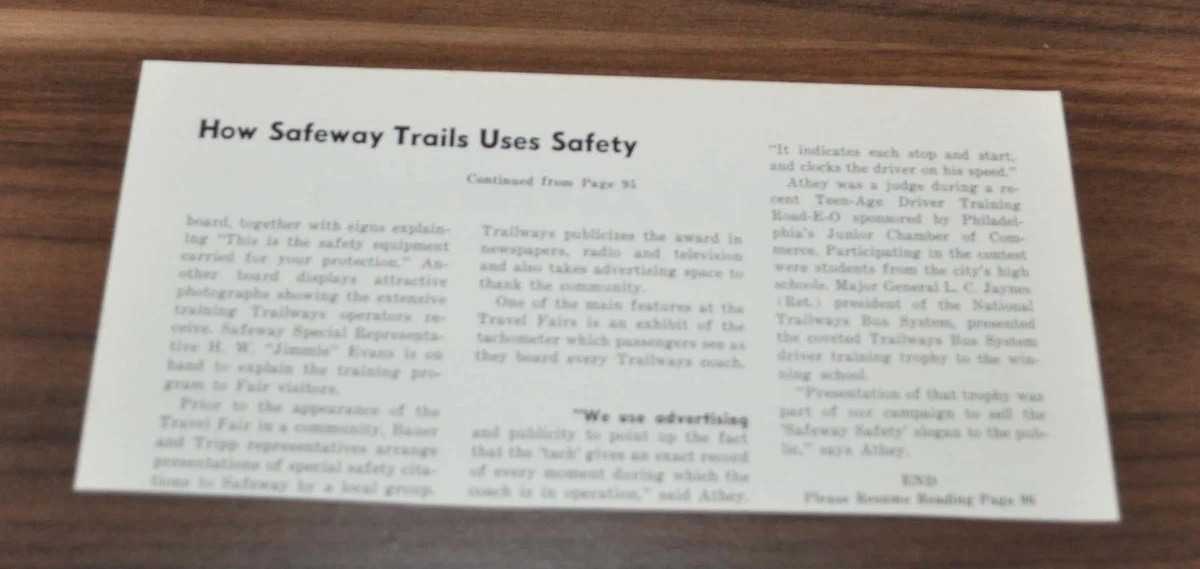 How Safeway Trails Uses Safety
Continued from Page 95
board, together with signs explain-
ing "This is the safety equipment
carried for your protection." An-
other board displays attractive
photographs showing the extensive
training Trailways operators re-
ceive. Safeway Special Representa-
tive H. W. "Jimmie" Evans is on
hand to explain the training pro-
gram to Fair visitors.
Prior to the appearance of the
Travel Fair in a community, Bauer
and Tripp representatives arrange
presentations of special safety cita-
tions to Safeway by a local group.
Trailways publicizes the award in
newspapers, radio and television
and also takes advertising space to
thank the community.
One of the main features at the
Travel Fairs is an exhibit of the
tachometer which passengers see as
they board every Trailways coach.
"We use advertising
and publicity to point up the fact
that the 'tach' gives an exact record
of every moment during which the
coach is in operation," said Athey.
"It indicates each stop and start,
and clocks the driver on his speed."
Athey was a judge during a re-
cent Teen-Age Driver Training
Road-E-O sponsored by Philadel-
phia's Junior Chamber of Com-
merce. Participating in the contest
were students from the city's high
schools. Major General L. C. Jaynes
(Ret.) president of the National
Trailways Bus System, presented
the coveted Trailways Bus System
driver training trophy to the win-
ning school.
"Presentation of that trophy was
part of our campaign to sell the
'Safeway Safety' slogan to the pub-
lic," says Athey.
END
Please Resume Reading Page 96